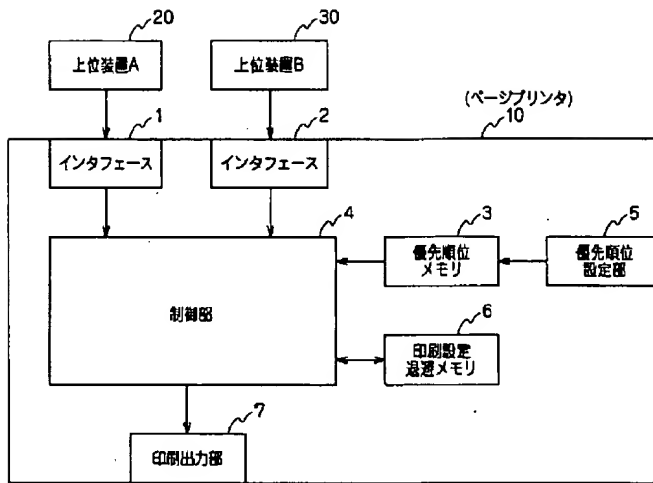 20
30
上位装置A
上位装置B
(ページプリンタ)
1
2
10
インタフェース
インタフェース
4
3
5
優先順位
メモリ
優先順位
設定部
制御部
6
印刷設定
退避メモリ
7
印刷出力部